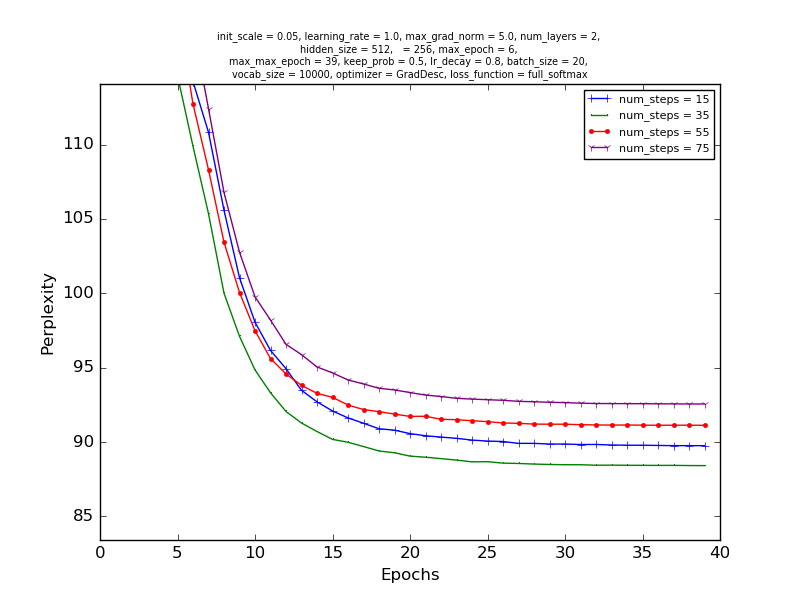 init_scale = 0.05, learning_rate = 1.0, max_grad_norm = 5.0, num_layers = 2,
hidden_size = 512,   = 256, max_epoch = 6,
max_max_epoch = 39, keep_prob = 0.5, lr_decay = 0.8, batch_size = 20,
vocab_size = 10000, optimizer = GradDesc, loss_function = full_softmax
num_steps = 15
num_steps = 35
num_steps = 55
num_steps = 75
110
105
100
95
90
85
Perplexity
0 5 10 15 20 25 30 35 40
Epochs